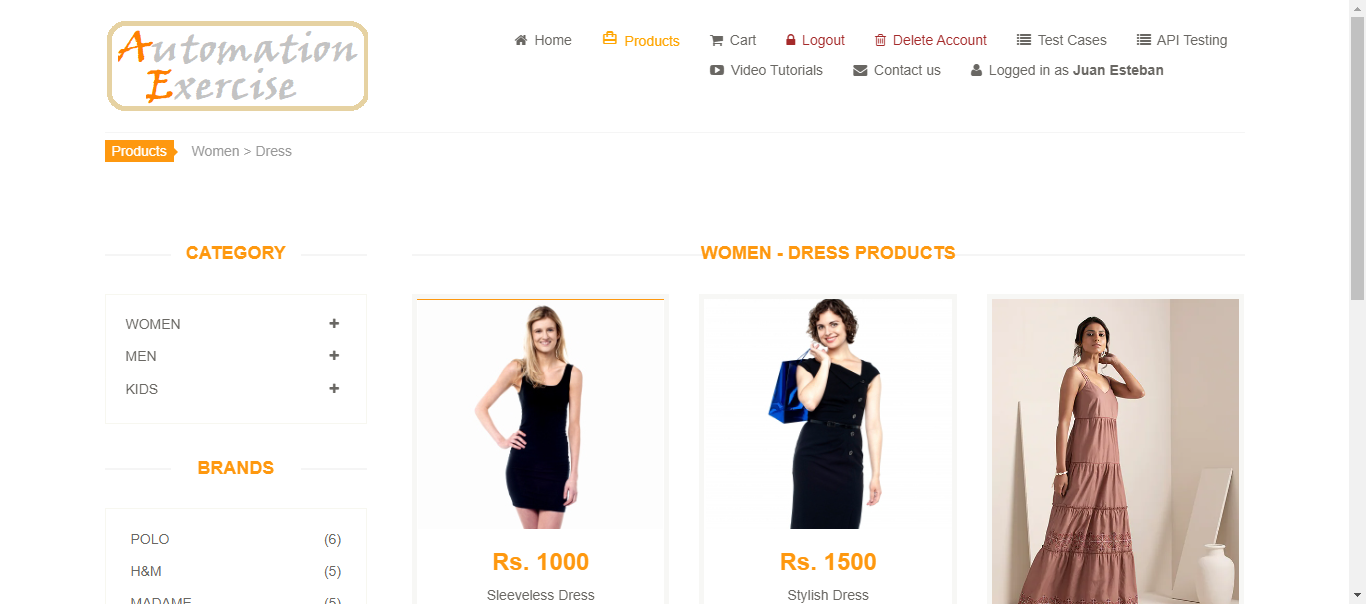 Automation
Exercise
Home Products Cart Logout Delete Account Test Cases API Testing
Video Tutorials Contact us Logged in as Juan Esteban
Products Women > Dress
CATEGORY
WOMEN +
MEN +
KIDS +
BRANDS
POLO (6)
H&M (5)
MADAME (5)
WOMEN - DRESS PRODUCTS
Rs. 1000
Sleeveless Dress
Rs. 1500
Stylish Dress